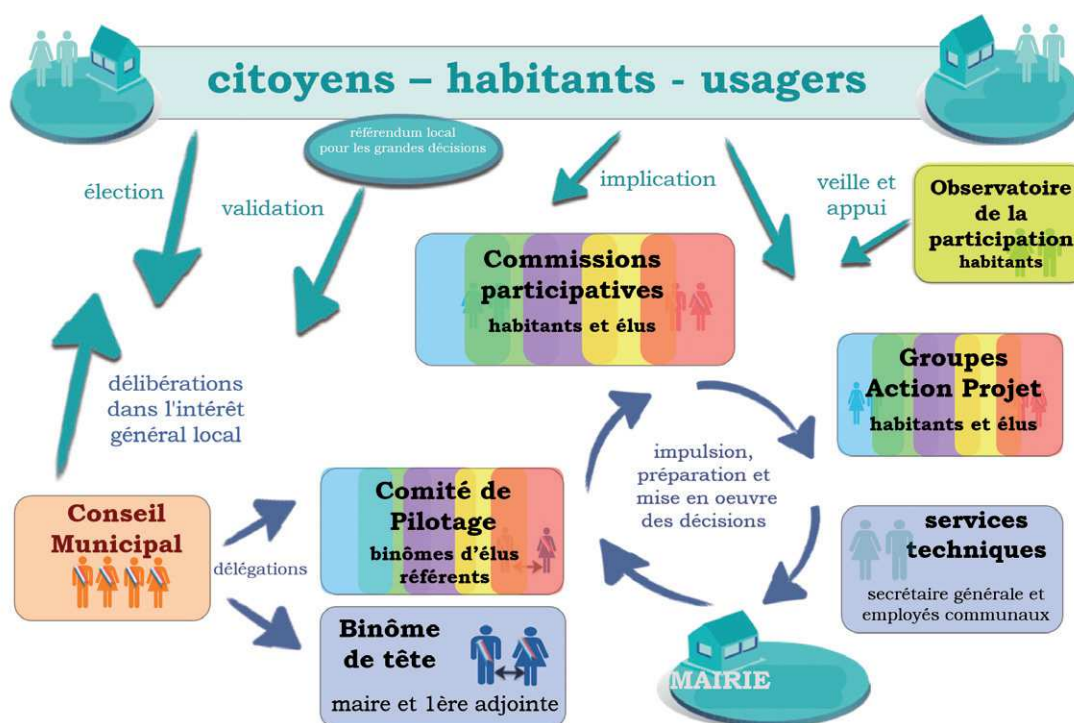 citoyens – habitants - usagers
référendum local
pour les grandes décisions
élection
validation
implication
veille et
appui
Observatoire
de la
participation
habitants
Commissions
participatives
habitants et élus
Groupes
Action Projet
habitants et élus
délibérations
dans l'intérêt
général local
impulsion,
préparation et
mise en oeuvre
des décisions
Conseil
Municipal
délégations
Comité de
Pilotage
binômes d'élus
référents
services
techniques
secrétaire générale et
employés communaux
Binôme
de tête
maire et 1ère adjointe
MAIRIE